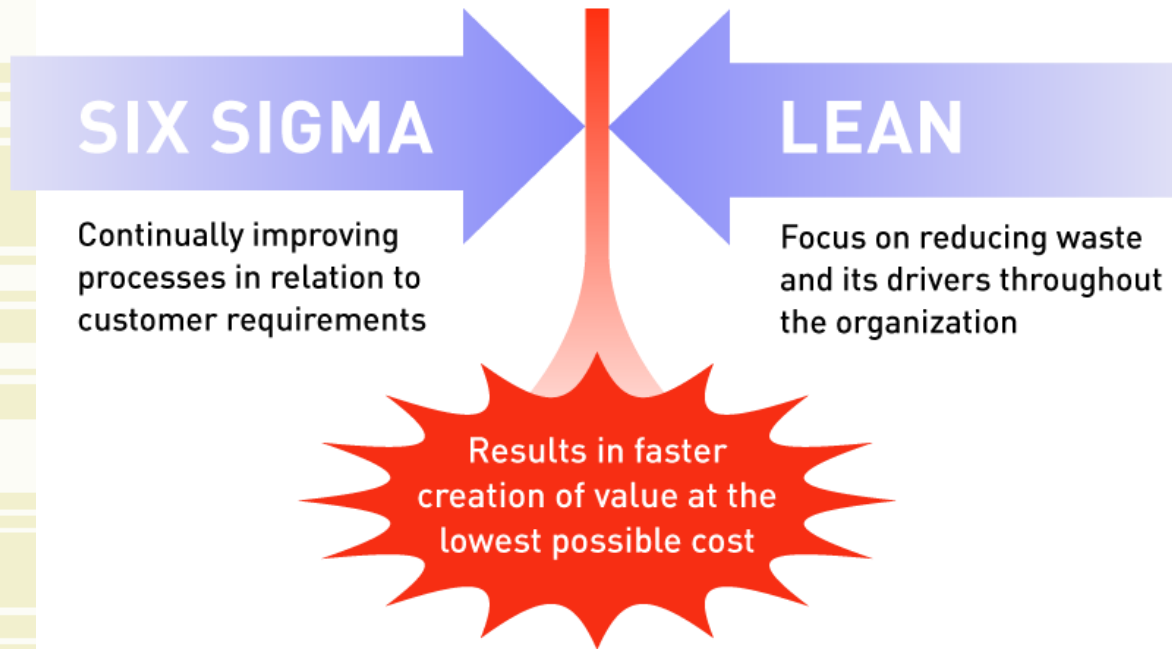 SIX SIGMA
Continually improving
processes in relation to
customer requirements
LEAN
Focus on reducing waste
and its drivers throughout
the organization
Results in faster
creation of value at the
lowest possible cost